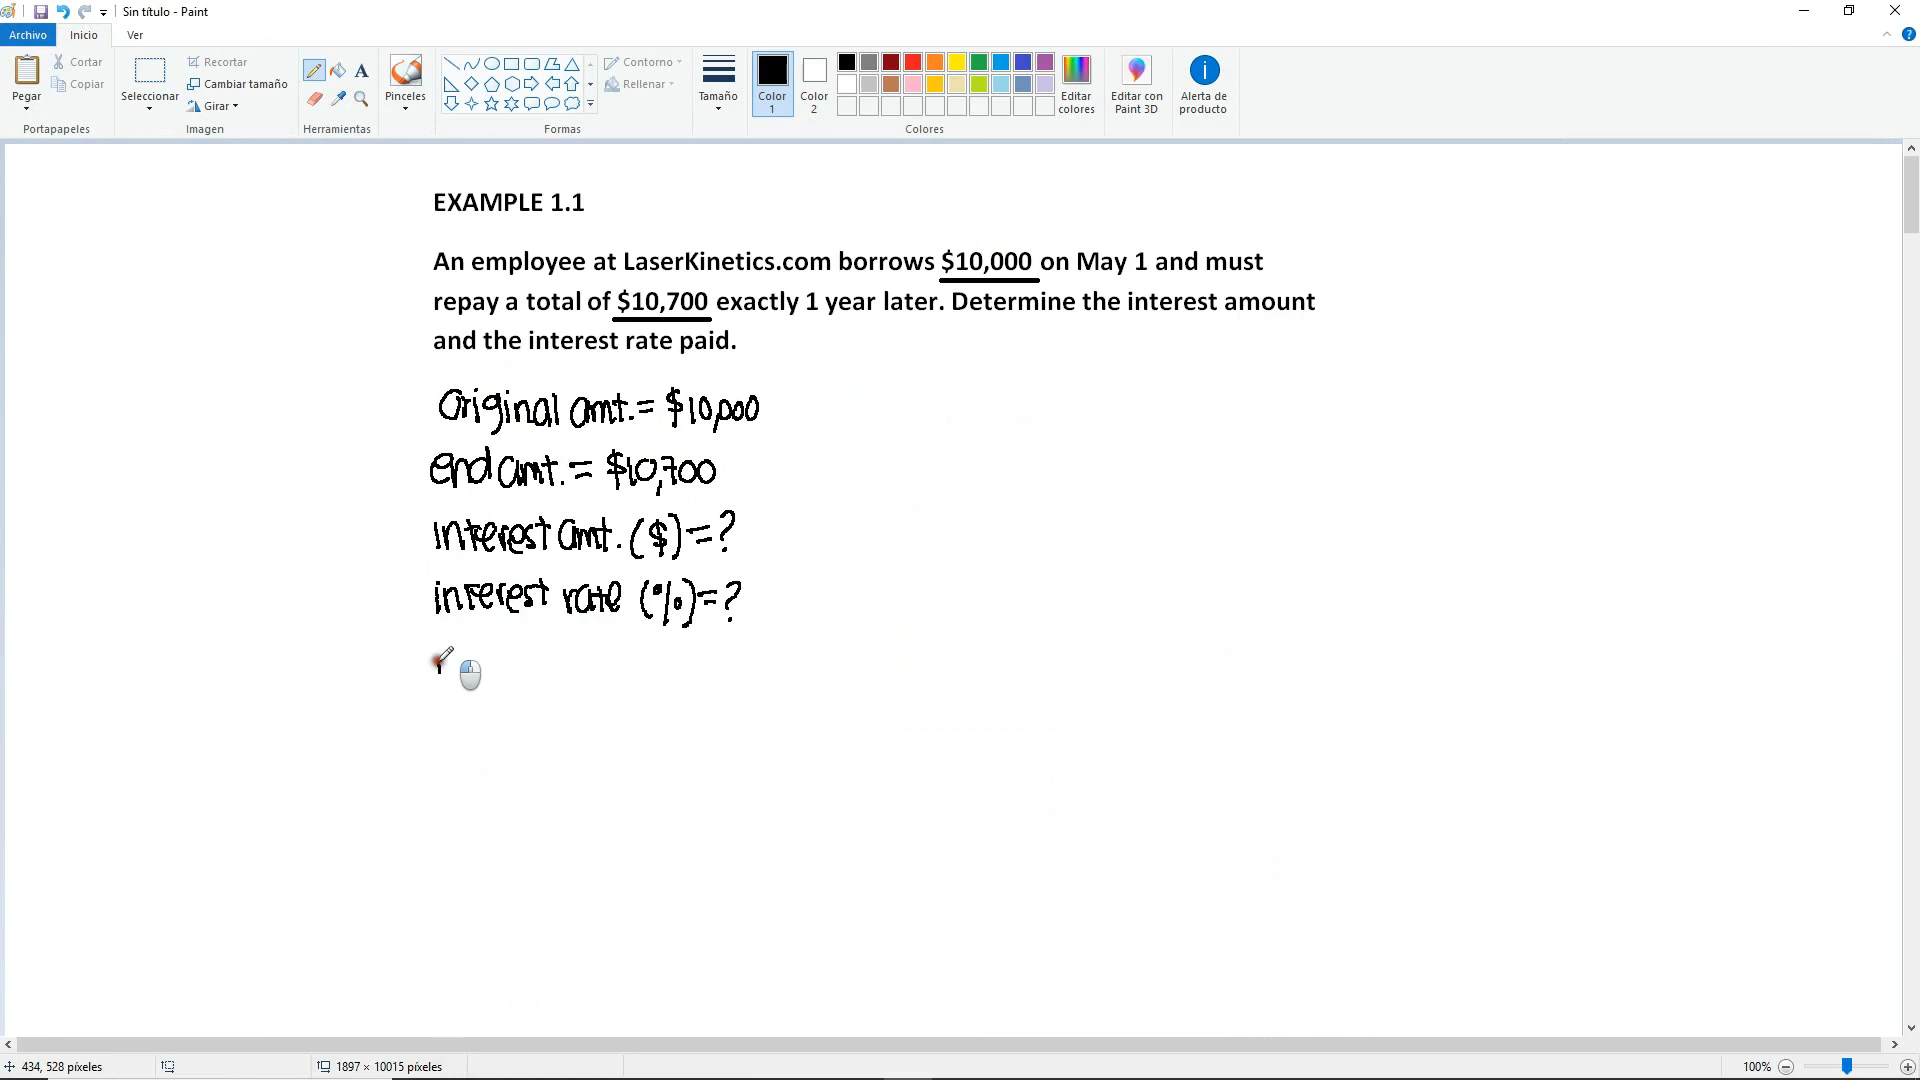 Sin título - Paint
Archivo Inicio Ver
Pegar
Cortar
Copiar
Portapapeles
Seleccionar
Recortar
Cambiar tamaño
Girar
Imagen
A
Herramientas
Pinceles
Contorno
Rellenar
Formas
Tamaño
Color 1
Color 2
Editar colores
Colores
Editar con Paint 3D
Alerta de producto
EXAMPLE 1.1
An employee at LaserKinetics.com borrows $10,000 on May 1 and must
repay a total of $10,700 exactly 1 year later. Determine the interest amount
and the interest rate paid.
Original amt. = $10,000
end amt. = $10,700
interest amt. ($) = ?
interest rate (%) = ?
434, 528 píxeles 1897 × 10015 píxeles 100%